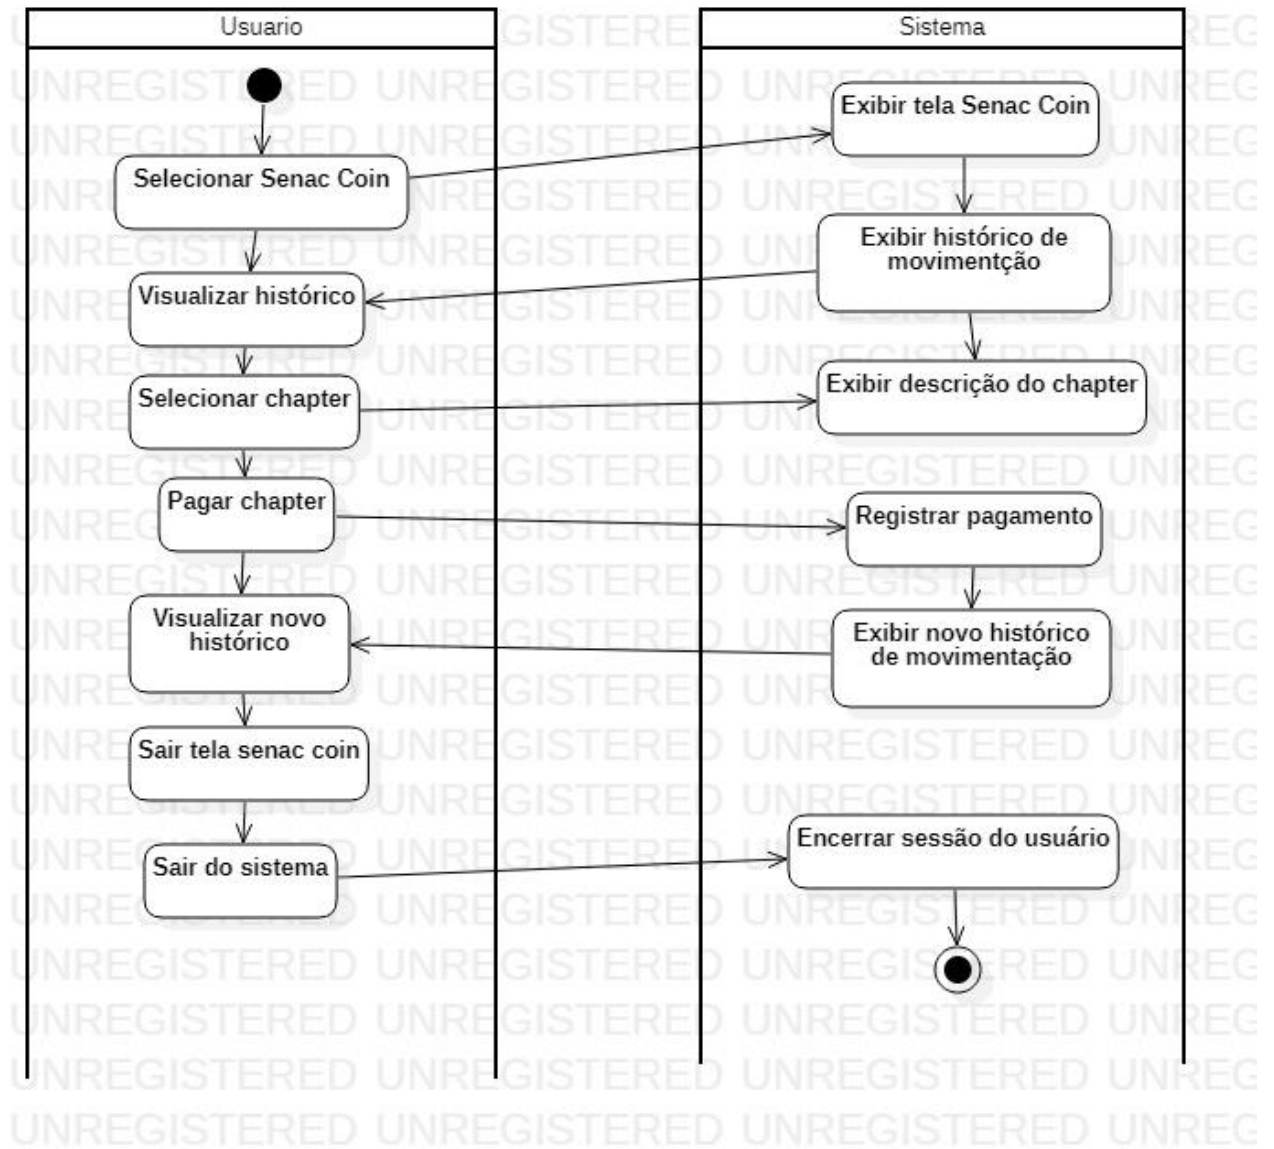 Usuario
Sistema
Exibir tela Senac Coin
Selecionar Senac Coin
Exibir histórico de
movimentção
Visualizar histórico
Exibir descrição do chapter
Selecionar chapter
Pagar chapter
Registrar pagamento
Visualizar novo
histórico
Exibir novo histórico
de movimentação
Sair tela senac coin
Encerrar sessão do usuário
Sair do sistema
UNREGISTERED